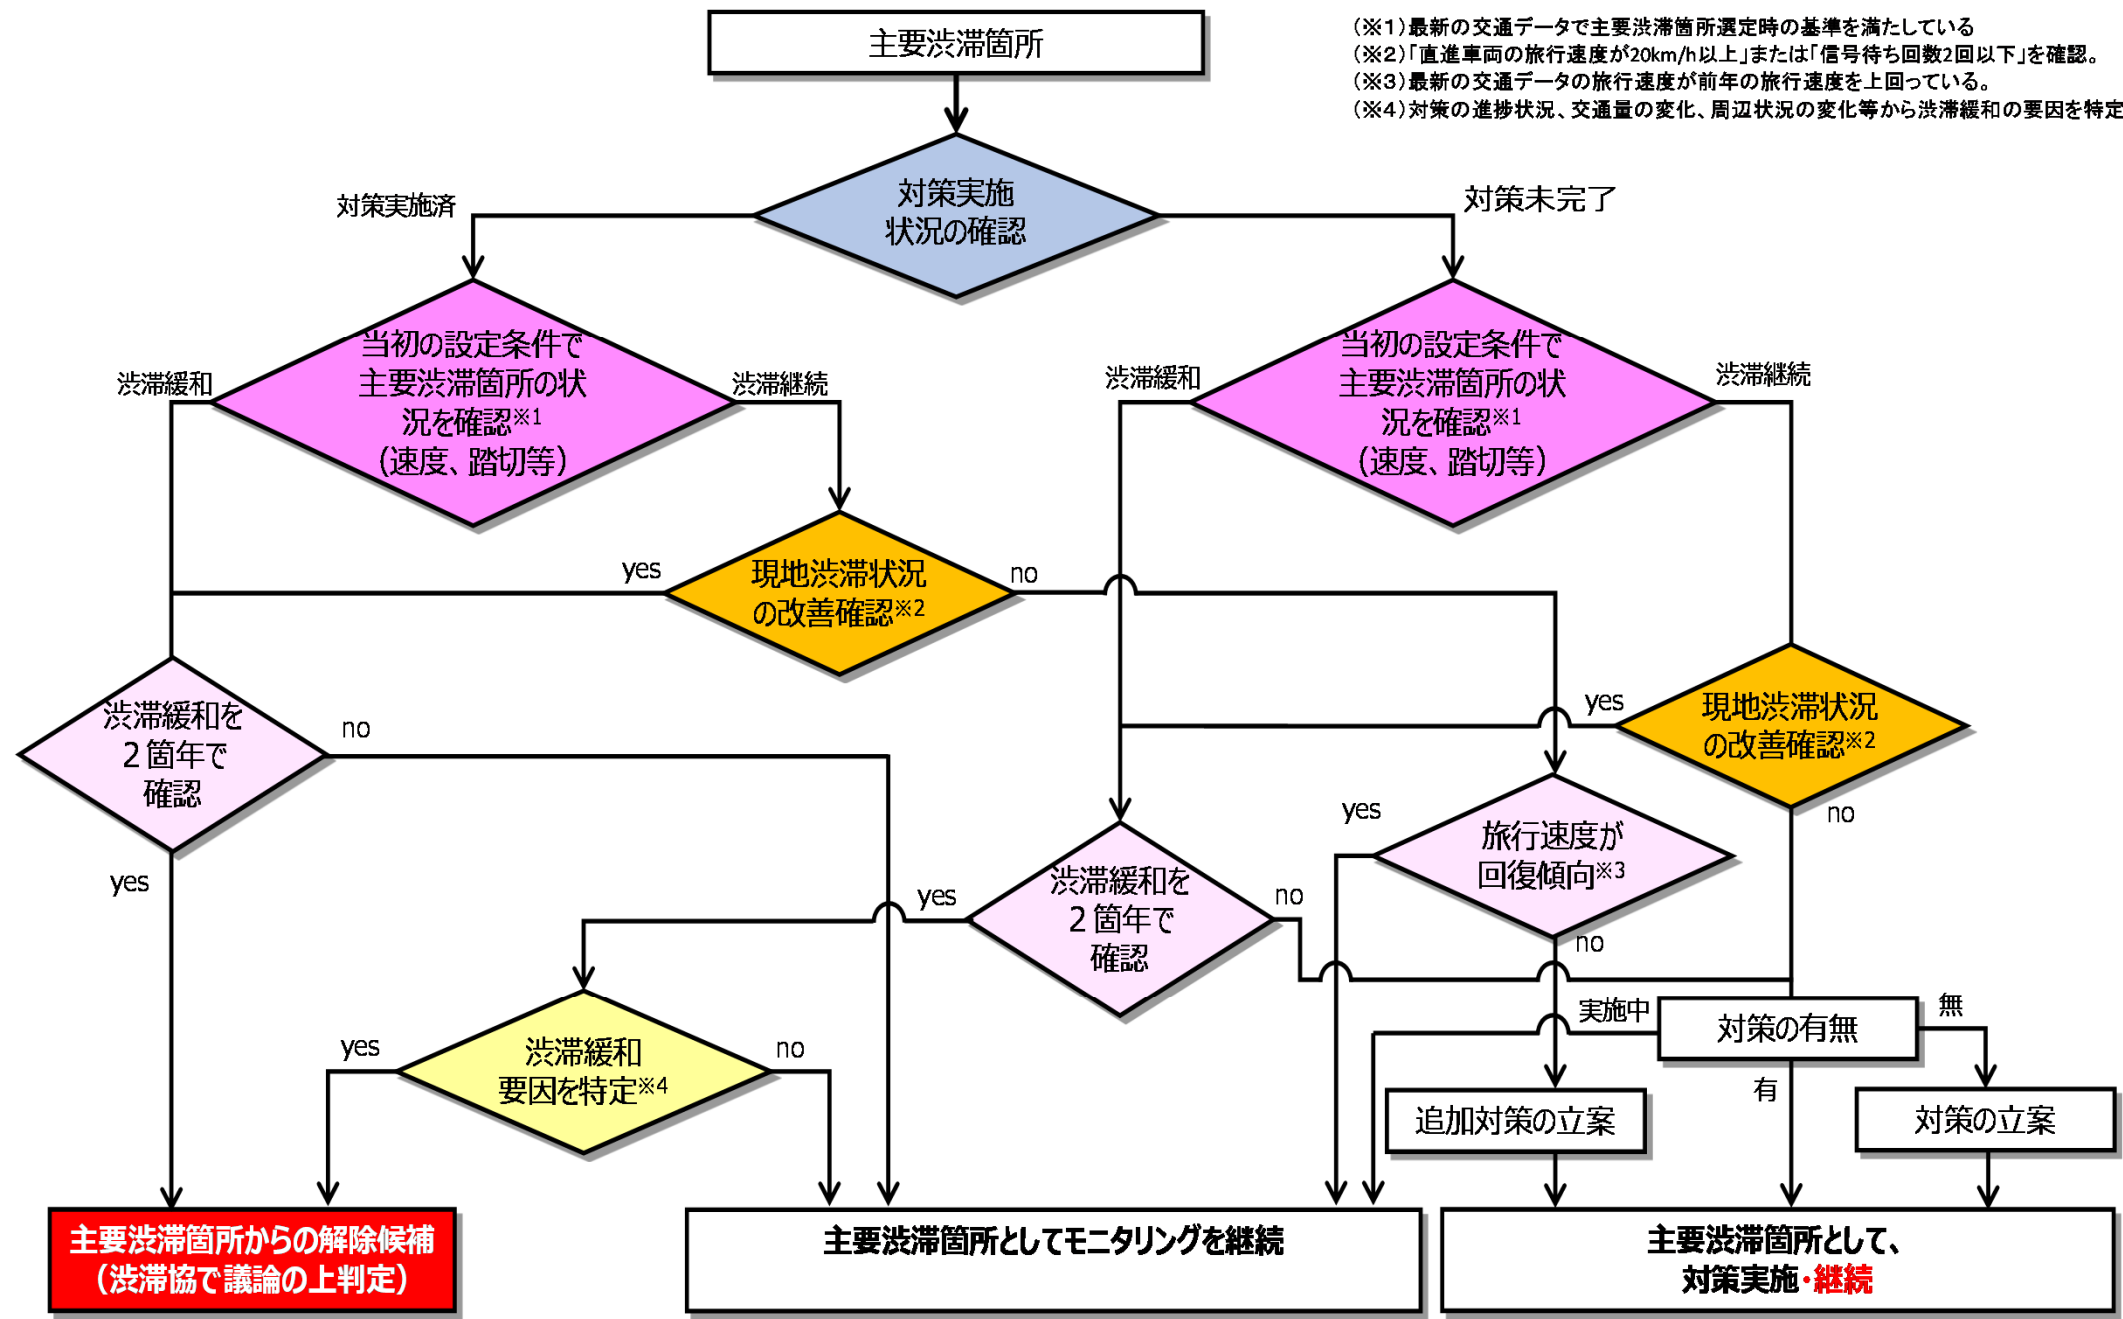 主要渋滞箇所
(※1)最新の交通データで主要渋滞箇所選定時の基準を満たしている
(※2)「直進車両の旅行速度が20km/h以上」または「信号待ち回数2回以下」を確認。
(※3)最新の交通データの旅行速度が前年の旅行速度を上回っている。
(※4)対策の進捗状況、交通量の変化、周辺状況の変化等から渋滞緩和の要因を特定
対策実施済
対策実施
状況の確認
対策未完了
渋滞緩和
当初の設定条件で
主要渋滞箇所の状
況を確認※1
(速度、踏切等)
渋滞継続
渋滞緩和
当初の設定条件で
主要渋滞箇所の状
況を確認※1
(速度、踏切等)
渋滞継続
yes
現地渋滞状況
の改善確認※2
no
渋滞緩和を
2箇年で
確認
no
yes
yes
現地渋滞状況
の改善確認※2
no
yes
旅行速度が
回復傾向※3
no
yes
渋滞緩和を
2箇年で
確認
no
yes
渋滞緩和
要因を特定※4
no
実施中
対策の有無
無
有
追加対策の立案
対策の立案
主要渋滞箇所からの解除候補
(渋滞協で議論の上判定)
主要渋滞箇所としてモニタリングを継続
主要渋滞箇所として、
対策実施・継続